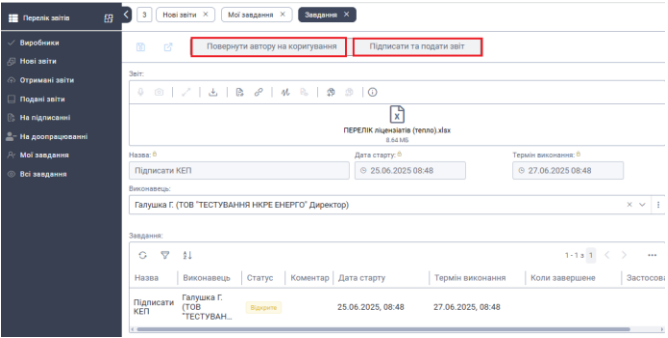 Перелік звітів
3
Нові звіти ×
Мої завдання ×
Завдання ×
Виробники
Нові звіти
Отримані звіти
Подані звіти
На підписанні
На доопрацюванні
Мої завдання
Всі завдання
Повернути автору на коригування
Підписати та подати звіт
Звіт:
ПЕРЕЛІК ліцензіатів (тепло).xlsx
8.64 МБ
Назва:
Дата старту:
Термін виконання:
Підписати КЕП
25.06.2025 08:48
27.06.2025 08:48
Виконавець:
Галушка Г. (ТОВ "ТЕСТУВАННЯ НКРЕ ЕНЕРГО" Директор)
Завдання:
1 - 1 з 1
Назва Виконавець Статус Коментар Дата старту Термін виконання Коли завершене Застосова
Підписати КЕП
Галушка Г. (ТОВ "ТЕСТУВАН...
Відкрите
25.06.2025, 08:48
27.06.2025, 08:48